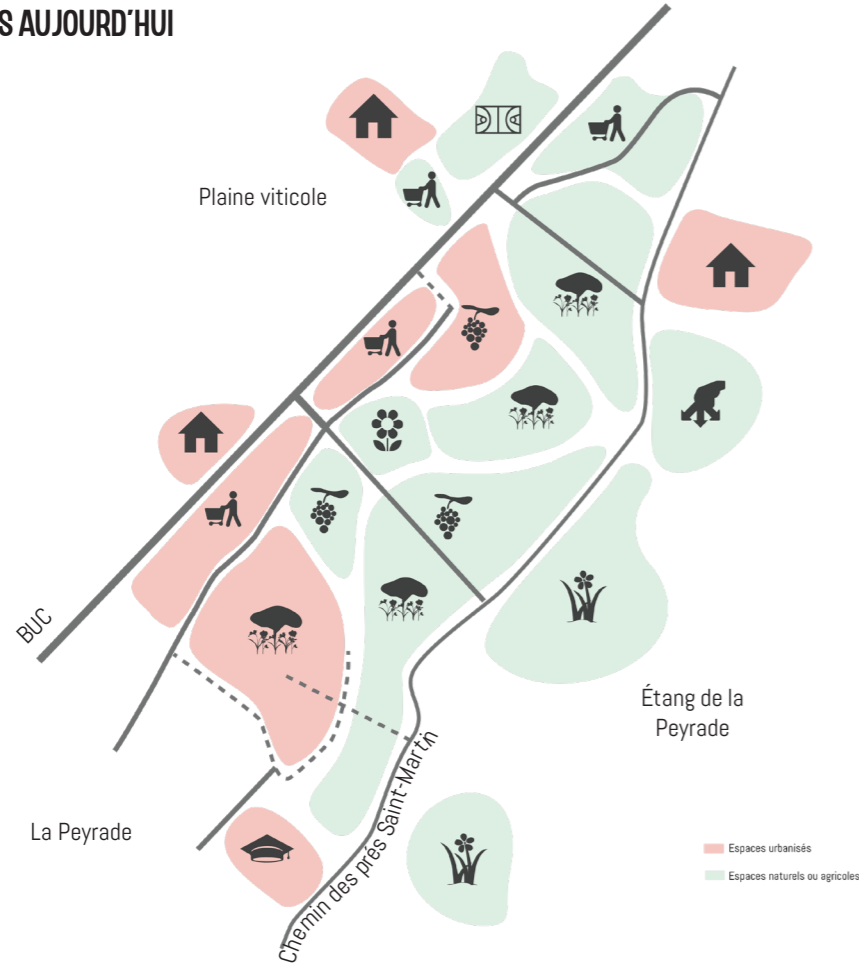 S AUJOURD'HUI
Plaine viticole
BUC
Étang de la
Peyrade
La Peyrade
Chemin des prés Saint-Martin
Espaces urbanisés
Espaces naturels ou agricoles